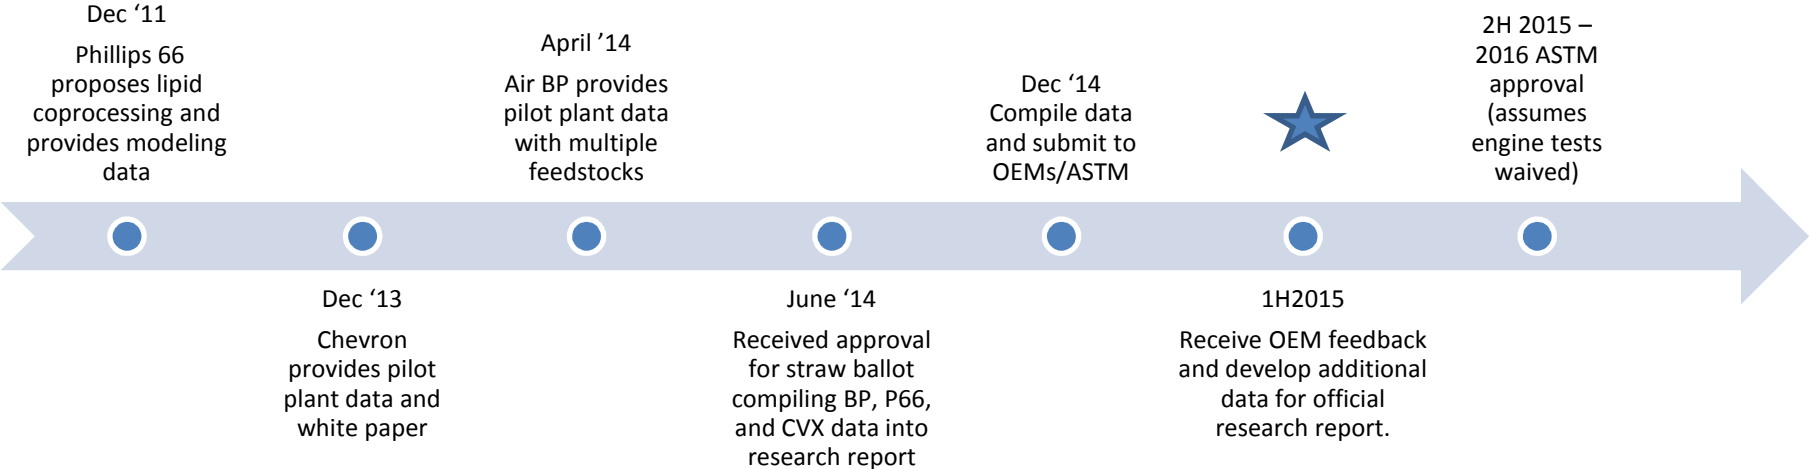 Dec ‘11
Phillips 66
proposes lipid
coprocessing and
provides modeling
data
Dec ‘13
Chevron
provides pilot
plant data and
white paper
April ’14
Air BP provides
pilot plant data
with multiple
feedstocks
June ‘14
Received approval
for straw ballot
compiling BP, P66,
and CVX data into
research report
Dec ‘14
Compile data
and submit to
OEMs/ASTM
1H2015
Receive OEM feedback
and develop additional
data for official
research report.
2H 2015 –
2016 ASTM
approval
(assumes
engine tests
waived)